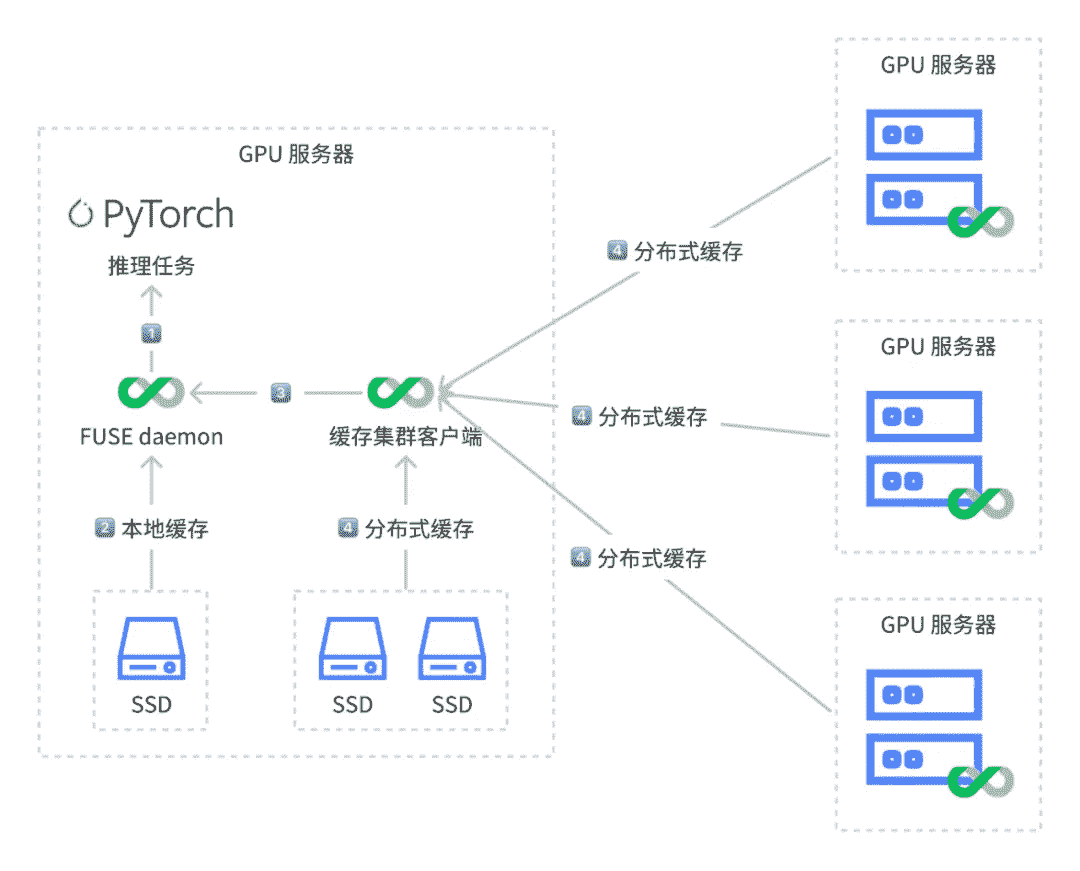 GPU 服务器
PyTorch
推理任务
1
FUSE daemon
3
缓存集群客户端
2 本地缓存
4 分布式缓存
SSD
SSD
SSD
4 分布式缓存
4 分布式缓存
4 分布式缓存
GPU 服务器
GPU 服务器
GPU 服务器